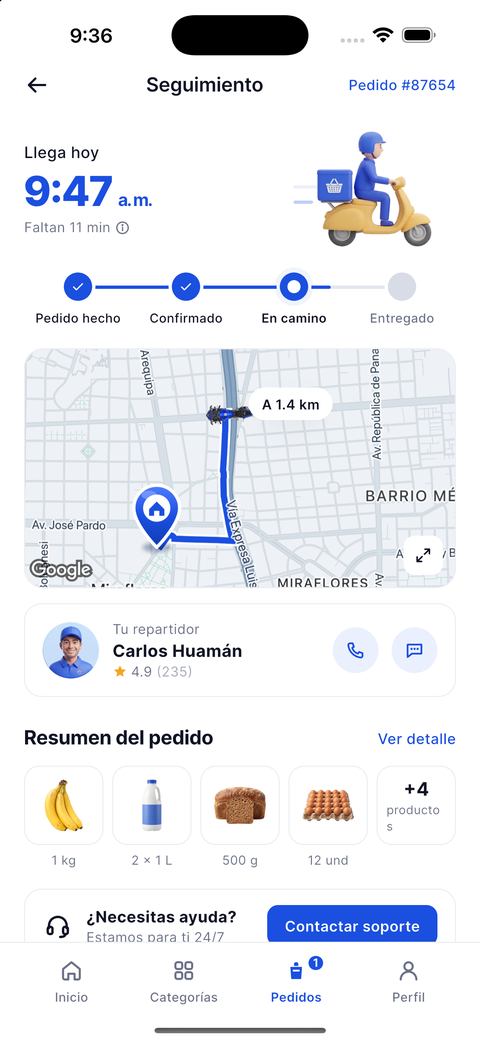 9:36
Seguimiento
Pedido #87654
Llega hoy
9:47 a.m.
Faltan 11 min
Pedido hecho
Confirmado
En camino
Entregado
Arequipa
Av. República de Pana
A 1.4 km
BARRIO MÉ
Av. José Pardo
Vía Expresa Luis
Google
MIRAFLORES
Av
Tu repartidor
Carlos Huamán
4.9 (235)
Resumen del pedido
Ver detalle
+4
producto
s
1 kg
2 × 1 L
500 g
12 und
¿Necesitas ayuda?
Estamos para ti 24/7
Contactar soporte
1
Inicio
Categorías
Pedidos
Perfil